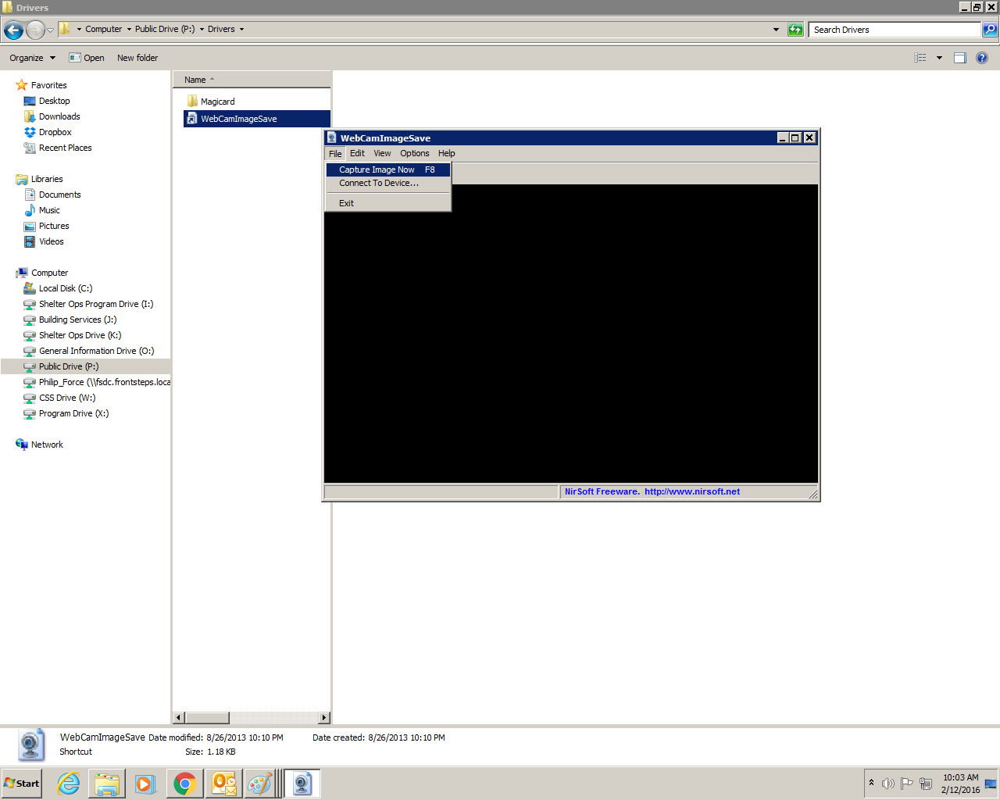 Drivers
Computer Public Drive (P:) Drivers
Search Drivers
Organize Open New folder
Name
Favorites
Desktop
Downloads
Dropbox
Recent Places
Libraries
Documents
Music
Pictures
Videos
Computer
Local Disk (C:)
Shelter Ops Program Drive (I:)
Building Services (J:)
Shelter Ops Drive (K:)
General Information Drive (O:)
Public Drive (P:)
Philip_Force (\\fsdc.frontsteps.loca
CSS Drive (W:)
Program Drive (X:)
Network
Magicard
WebCamImageSave
WebCamImageSave
File Edit View Options Help
Capture Image Now F8
Connect To Device...
Exit
NirSoft Freeware. http://www.nirsoft.net
WebCamImageSave Date modified: 8/26/2013 10:10 PM Date created: 8/26/2013 10:10 PM
Shortcut Size: 1.18 KB
Start
10:03 AM
2/12/2016